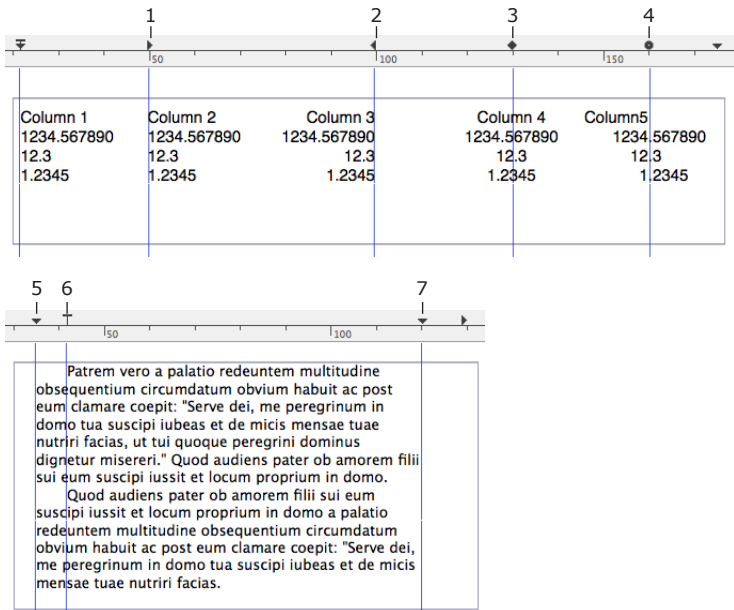 1 2 3 4
50 100 150
Column 1 Column 2 Column 3 Column 4 Column5
1234.567890 1234.567890 1234.567890 1234.567890 1234.567890
12.3 12.3 12.3 12.3 12.3
1.2345 1.2345 1.2345 1.2345 1.2345
5 6 7
50 100
Patrem vero a palatio redeuntem multitudine
obsequentium circumdatum obvium habuit ac post
eum clamare coepit: "Serve dei, me peregrinum in
domo tua suscipi iubeas et de micis mensae tuae
nutriri facias, ut tui quoque peregrini dominus
dignetur misereri." Quod audiens pater ob amorem filii
sui eum suscipi iussit et locum proprium in domo.
Quod audiens pater ob amorem filii sui eum
suscipi iussit et locum proprium in domo a palatio
redeuntem multitudine obsequentium circumdatum
obvium habuit ac post eum clamare coepit: "Serve dei,
me peregrinum in domo tua suscipi iubeas et de micis
mensae tuae nutriri facias.